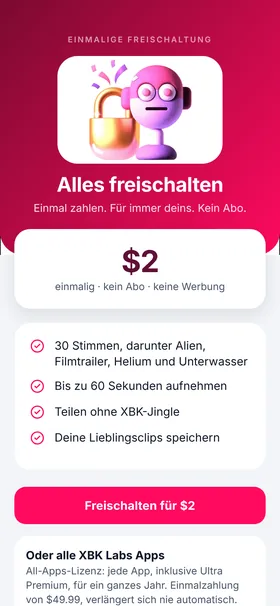 EINMALIGE FREISCHALTUNG
Alles freischalten
Einmal zahlen. Für immer deins. Kein Abo.
$2
einmalig · kein Abo · keine Werbung
30 Stimmen, darunter Alien,
Filmtrailer, Helium und Unterwasser
Bis zu 60 Sekunden aufnehmen
Teilen ohne XBK-Jingle
Deine Lieblingsclips speichern
Freischalten für $2
Oder alle XBK Labs Apps
All-Apps-Lizenz: jede App, inklusive Ultra
Premium, für ein ganzes Jahr. Einmalzahlung
von $49.99, verlängert sich nie automatisch.